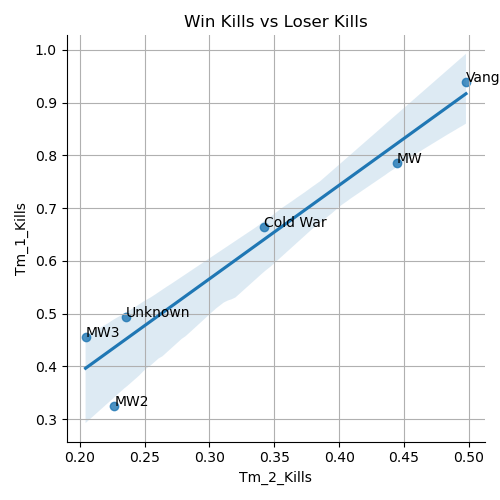 Win Kills vs Loser Kills
1.0
0.9
0.8
0.7
0.6
0.5
0.4
0.3
Tm_1_Kills
Vang
MW
Cold War
Unknown
MW3
MW2
0.20
0.25
0.30
0.35
0.40
0.45
0.50
Tm_2_Kills